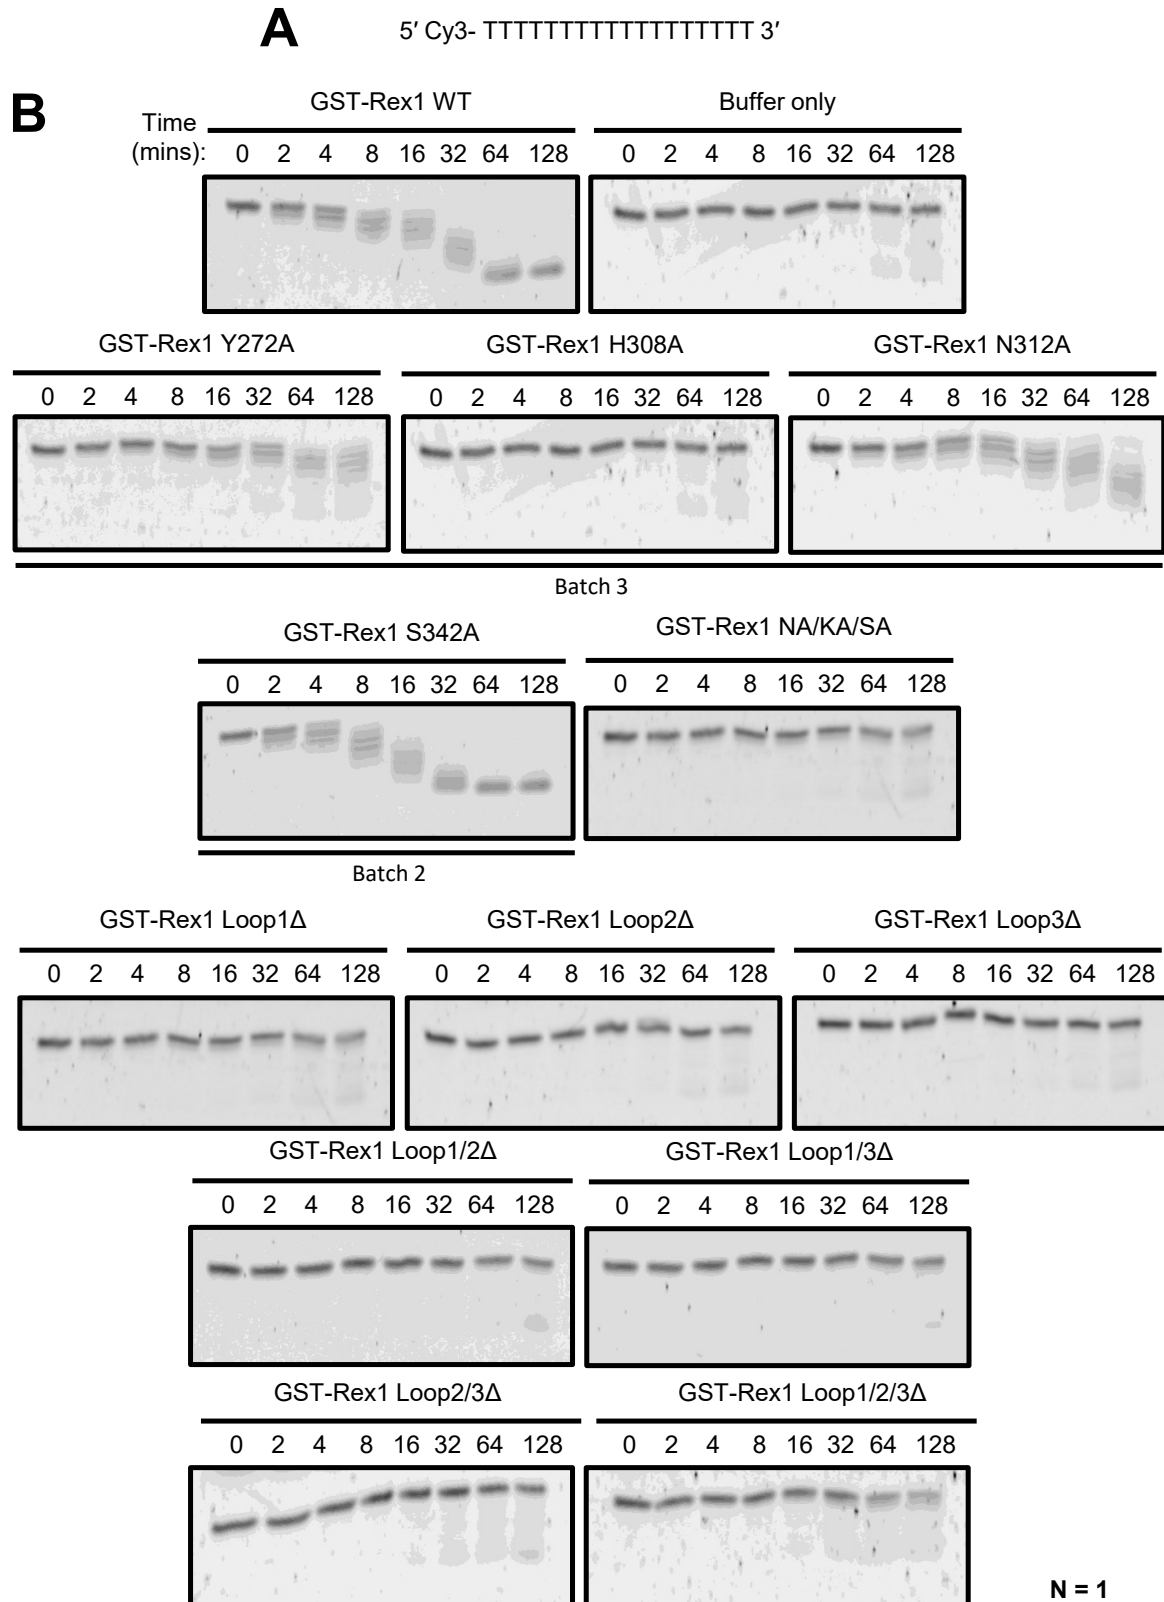 A
5′ Cy3- TTTTTTTTTTTTTTTTTT 3′
B
GST-Rex1 WT Buffer only
Time
(mins): 0 2 4 8 16 32 64 128 0 2 4 8 16 32 64 128
GST-Rex1 Y272A GST-Rex1 H308A GST-Rex1 N312A
0 2 4 8 16 32 64 128 0 2 4 8 16 32 64 128 0 2 4 8 16 32 64 128
Batch 3
GST-Rex1 S342A GST-Rex1 NA/KA/SA
0 2 4 8 16 32 64 128 0 2 4 8 16 32 64 128
Batch 2
GST-Rex1 Loop1Δ GST-Rex1 Loop2Δ GST-Rex1 Loop3Δ
0 2 4 8 16 32 64 128 0 2 4 8 16 32 64 128 0 2 4 8 16 32 64 128
GST-Rex1 Loop1/2Δ GST-Rex1 Loop1/3Δ
0 2 4 8 16 32 64 128 0 2 4 8 16 32 64 128
GST-Rex1 Loop2/3Δ GST-Rex1 Loop1/2/3Δ
0 2 4 8 16 32 64 128 0 2 4 8 16 32 64 128
N = 1